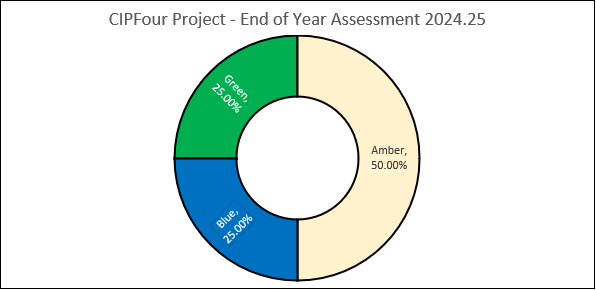 CIPFour Project - End of Year Assessment 2024.25
Green,
25.00%
Amber,
50.00%
Blue,
25.00%